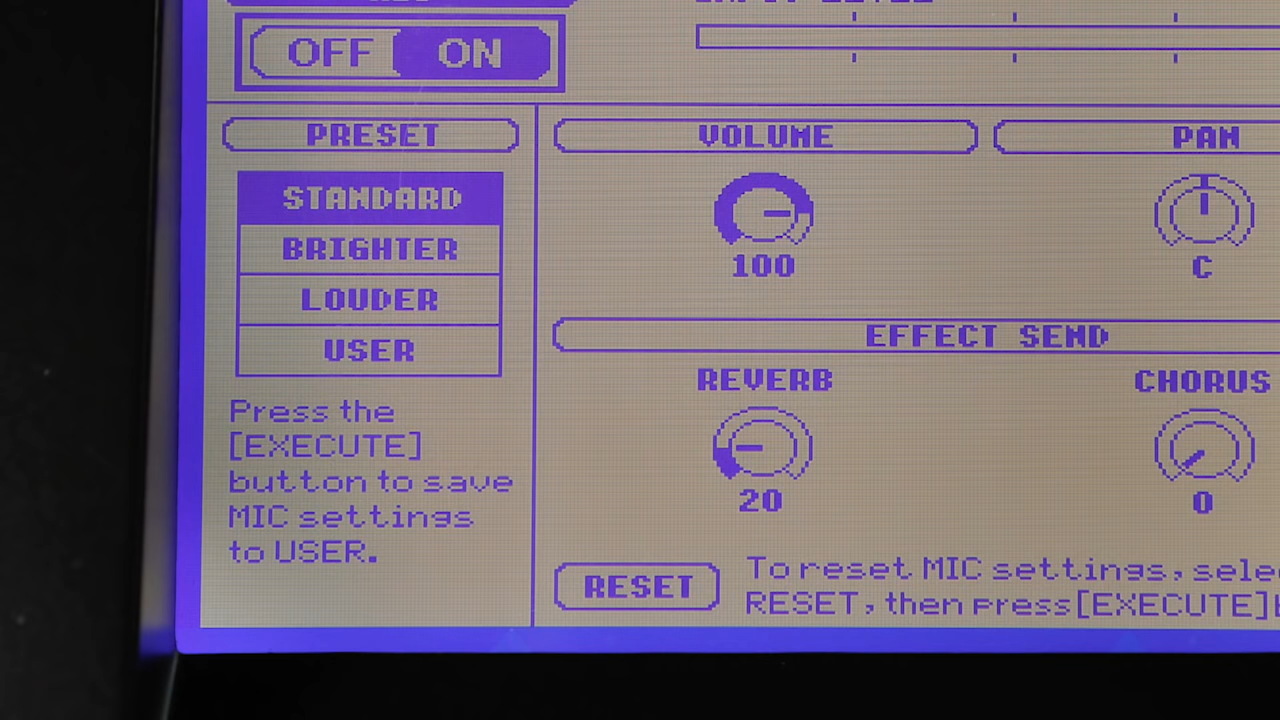 OFF ON
PRESET
STANDARD
BRIGHTER
LOUDER
USER
Press the
[EXECUTE]
button to save
MIC settings
to USER.
VOLUME
100
PAN
C
EFFECT SEND
REVERB
20
CHORUS
0
RESET
To reset MIC settings, sele
RESET, then press[EXECUTE]